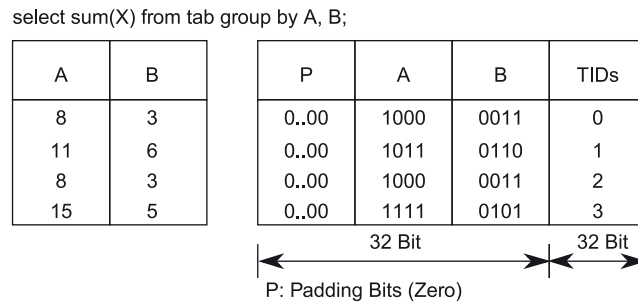 select sum(X) from tab group by A, B;
A B P A B TIDs
8 3 0..00 1000 0011 0
11 6 0..00 1011 0110 1
8 3 0..00 1000 0011 2
15 5 0..00 1111 0101 3
32 Bit 32 Bit
P: Padding Bits (Zero)